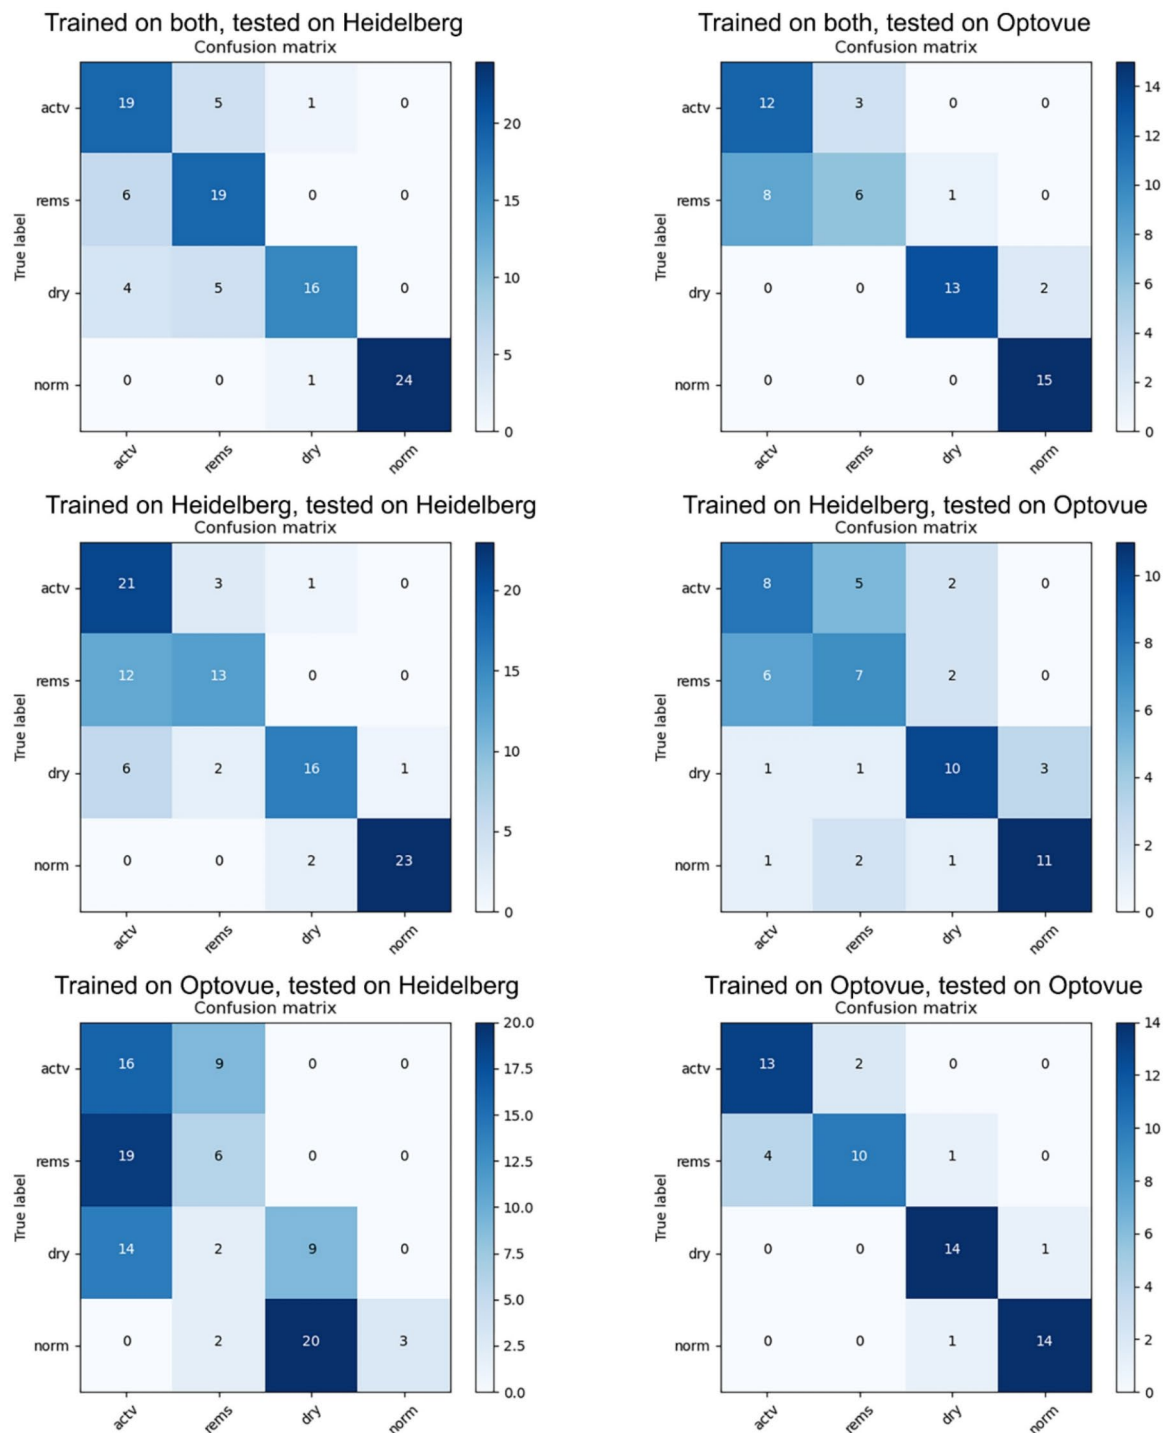 Trained on both, tested on Heidelberg
Confusion matrix
actv 19 5 1 0
rems 6 19 0 0
dry 4 5 16 0
norm 0 0 1 24
actv rems dry norm
True label
20
15
10
5
0
Trained on both, tested on Optovue
Confusion matrix
actv 12 3 0 0
rems 8 6 1 0
dry 0 0 13 2
norm 0 0 0 15
actv rems dry norm
True label
14
12
10
8
6
4
2
0
Trained on Heidelberg, tested on Heidelberg
Confusion matrix
actv 21 3 1 0
rems 12 13 0 0
dry 6 2 16 1
norm 0 0 2 23
actv rems dry norm
True label
20
15
10
5
0
Trained on Heidelberg, tested on Optovue
Confusion matrix
actv 8 5 2 0
rems 6 7 2 0
dry 1 1 10 3
norm 1 2 1 11
actv rems dry norm
True label
10
8
6
4
2
0
Trained on Optovue, tested on Heidelberg
Confusion matrix
actv 16 9 0 0
rems 19 6 0 0
dry 14 2 9 0
norm 0 2 20 3
actv rems dry norm
True label
20.0
17.5
15.0
12.5
10.0
7.5
5.0
2.5
0.0
Trained on Optovue, tested on Optovue
Confusion matrix
actv 13 2 0 0
rems 4 10 1 0
dry 0 0 14 1
norm 0 0 1 14
actv rems dry norm
True label
14
12
10
8
6
4
2
0